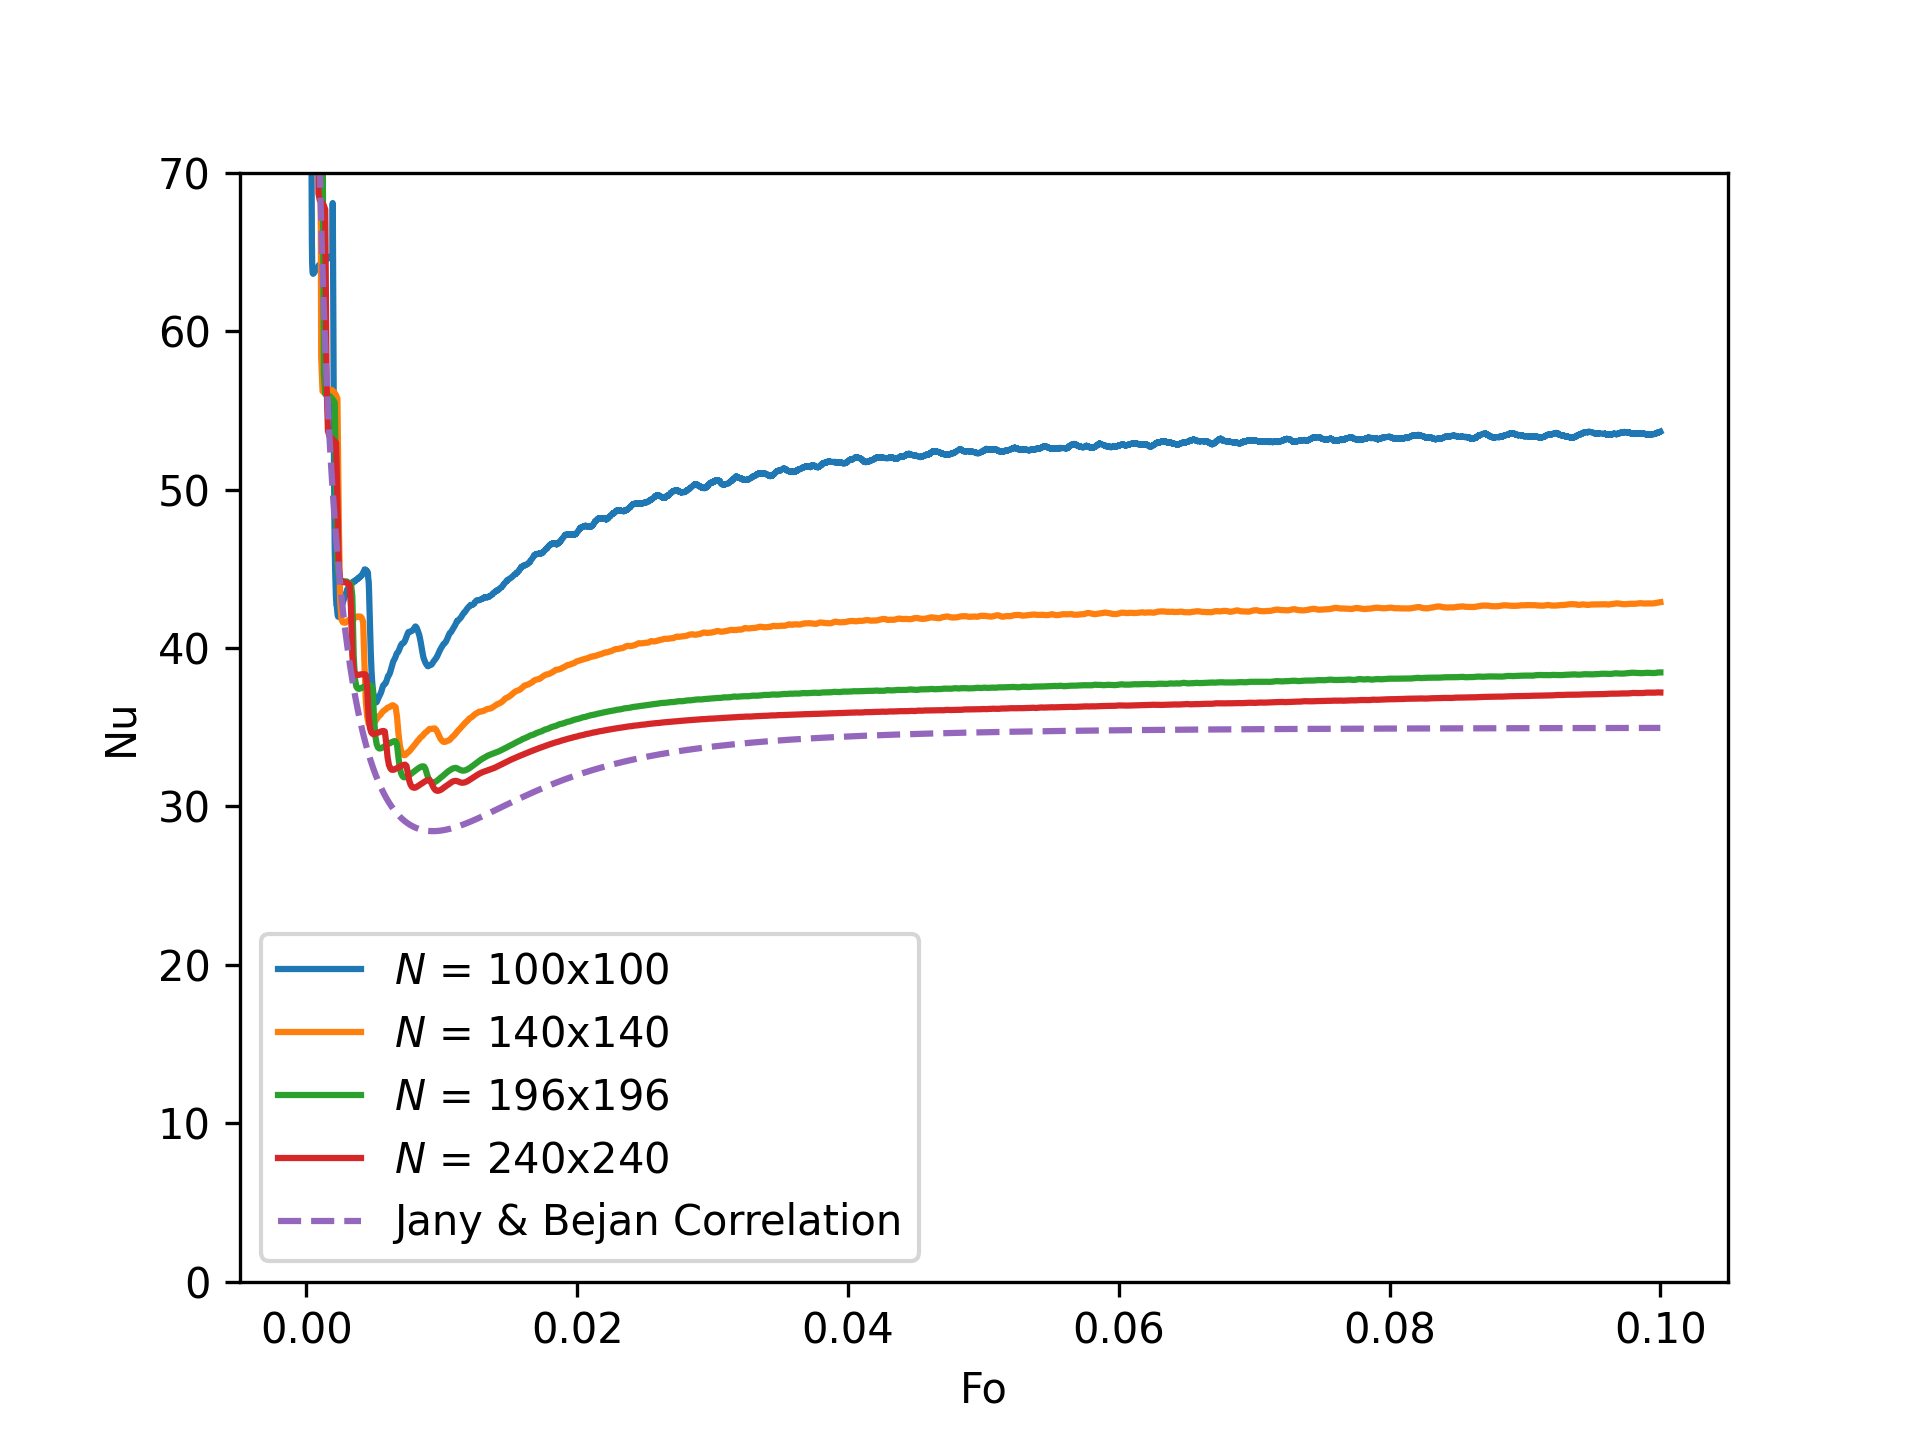 70
60
50
40
30
20
10
0
Nu
N = 100x100
N = 140x140
N = 196x196
N = 240x240
Jany & Bejan Correlation
0.00 0.02 0.04 0.06 0.08 0.10
Fo